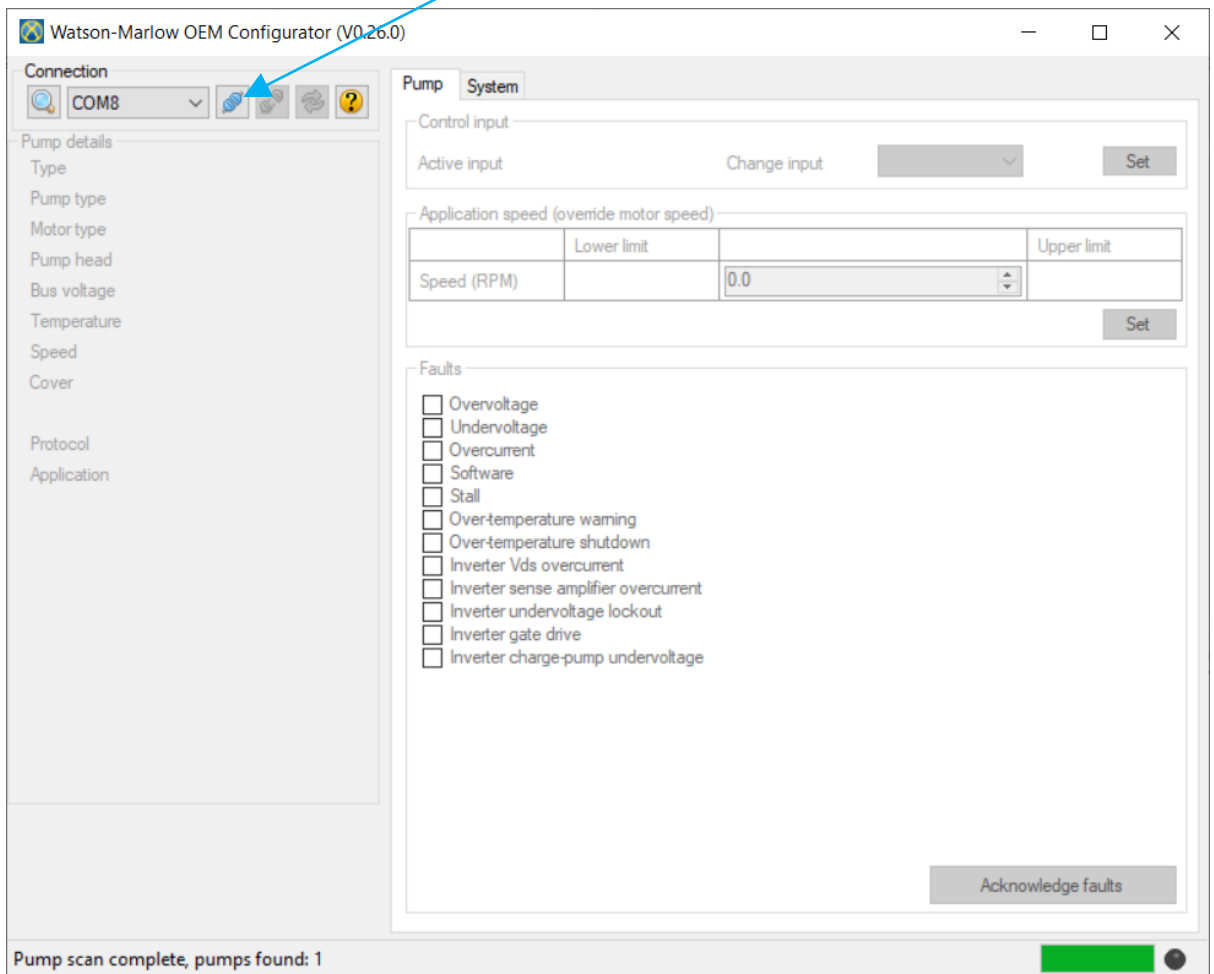 Watson-Marlow OEM Configurator (V0.26.0)
Connection
COM8
Pump details
Type
Pump type
Motor type
Pump head
Bus voltage
Temperature
Speed
Cover
Protocol
Application
Pump System
Control input
Active input Change input Set
Application speed (override motor speed)
Lower limit Upper limit
Speed (RPM) 0.0
Set
Faults
Overvoltage
Undervoltage
Overcurrent
Software
Stall
Over-temperature warning
Over-temperature shutdown
Inverter Vds overcurrent
Inverter sense amplifier overcurrent
Inverter undervoltage lockout
Inverter gate drive
Inverter charge-pump undervoltage
Acknowledge faults
Pump scan complete, pumps found: 1